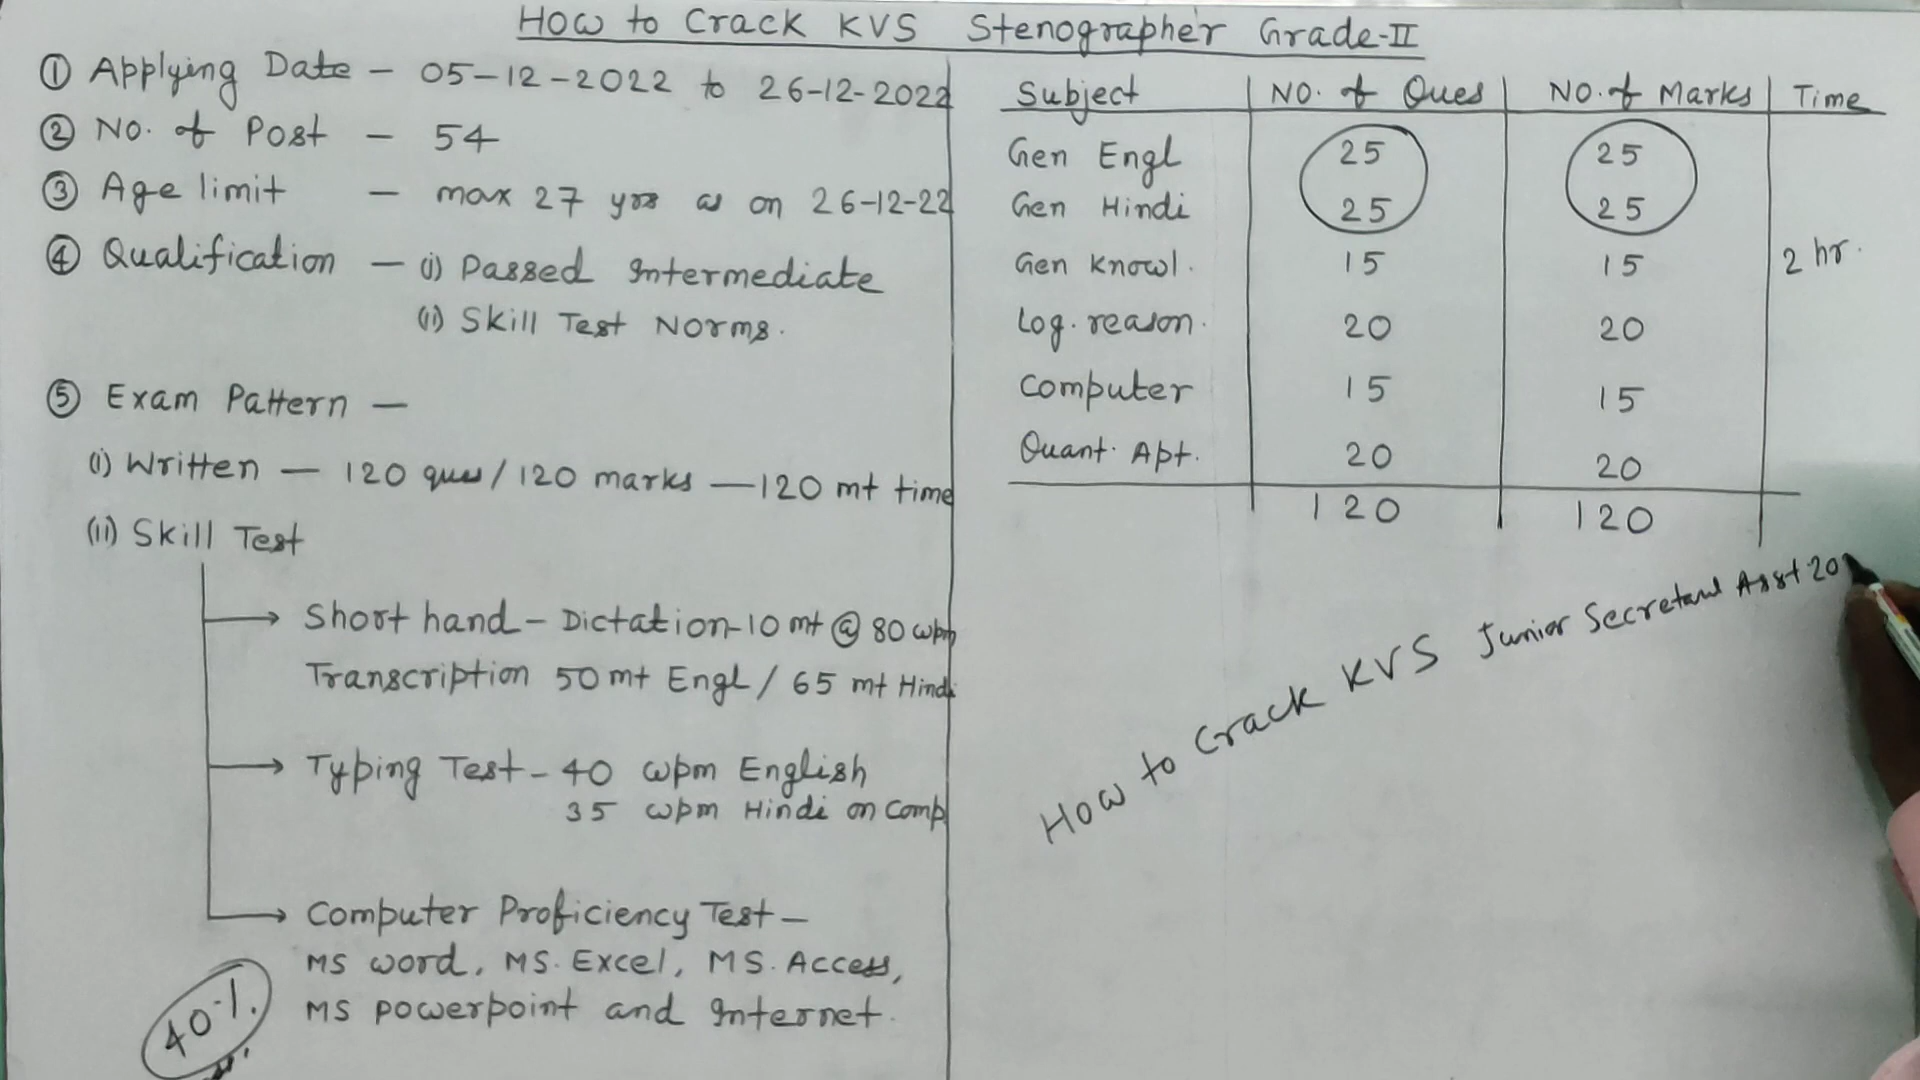 How to Crack KVS Stenographer Grade-II
① Applying Date - 05-12-2022 to 26-12-2022
② No. of Post - 54
③ Age limit - max 27 yrs as on 26-12-22
④ Qualification - (i) Passed Intermediate
(ii) Skill Test Norms.
⑤ Exam Pattern -
(i) Written - 120 ques / 120 marks - 120 mt time
(ii) Skill Test
Short hand - Dictation - 10 mt @ 80 wpm
Transcription 50 mt Engl / 65 mt Hindi
Typing Test - 40 wpm English
35 wpm Hindi on Comp
Computer Proficiency Test -
MS word, MS. Excel, MS. Access,
MS powerpoint and Internet.
40%.
Subject NO. of Ques NO. of Marks Time
Gen Engl 25 25
Gen Hindi 25 25
Gen Knowl. 15 15 2 hr.
Log. reason. 20 20
Computer 15 15
Quant. Apt. 20 20
120 120
How to Crack KVS Junior Asst 20